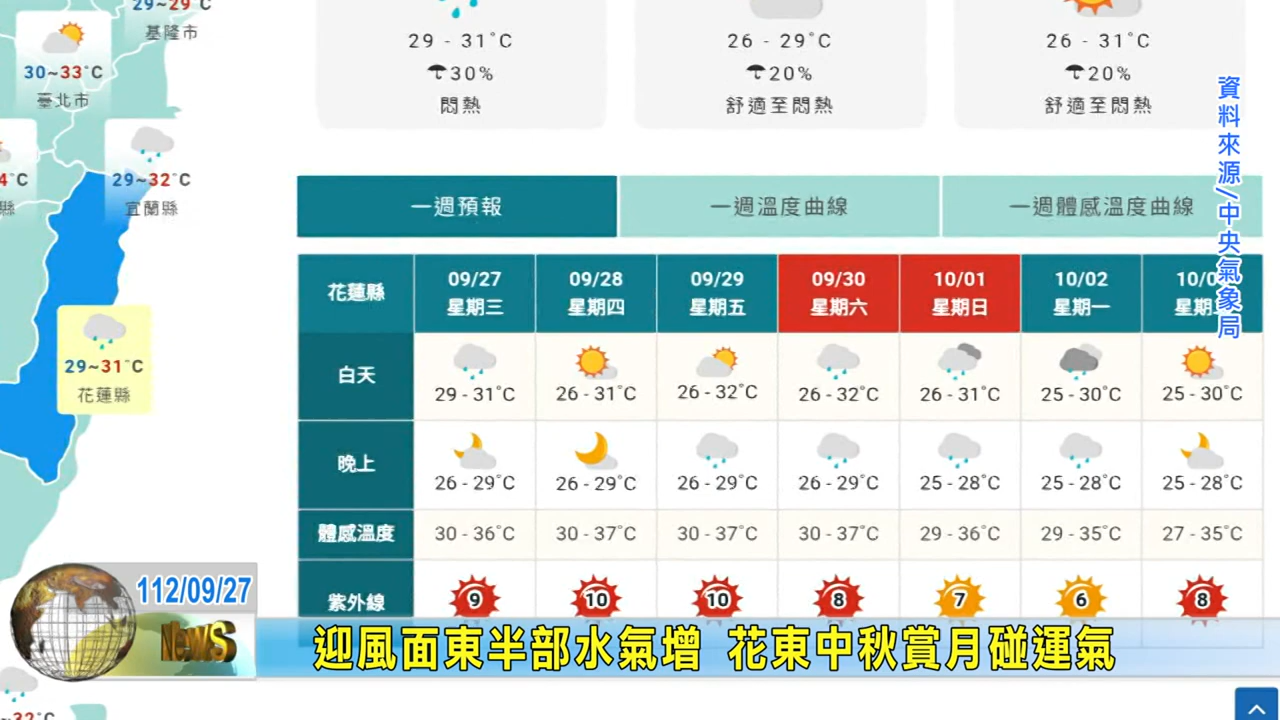 29~29°C
基隆市
30~33°C
臺北市
4°C
縣
29~32°C
宜蘭縣
29~31°C
花蓮縣
29 - 31°C
30%
悶熱
26 - 29°C
20%
舒適至悶熱
26 - 31°C
20%
舒適至悶熱
資料來源/中央氣象局
一週預報 一週溫度曲線 一週體感溫度曲線
花蓮縣 09/27 09/28 09/29 09/30 10/01 10/02
星期三 星期四 星期五 星期六 星期日 星期一 星期
白天 29 - 31°C 26 - 31°C 26 - 32°C 26 - 32°C 26 - 31°C 25 - 30°C 25 - 30°C
晚上 26 - 29°C 26 - 29°C 26 - 29°C 26 - 29°C 25 - 28°C 25 - 28°C 25 - 28°C
體感溫度 30 - 36°C 30 - 37°C 30 - 37°C 30 - 37°C 29 - 36°C 29 - 35°C 27 - 35°C
紫外線 9 10 10 8 7 6 8
112/09/27
NEWS
迎風面東半部水氣增 花東中秋賞月碰運氣